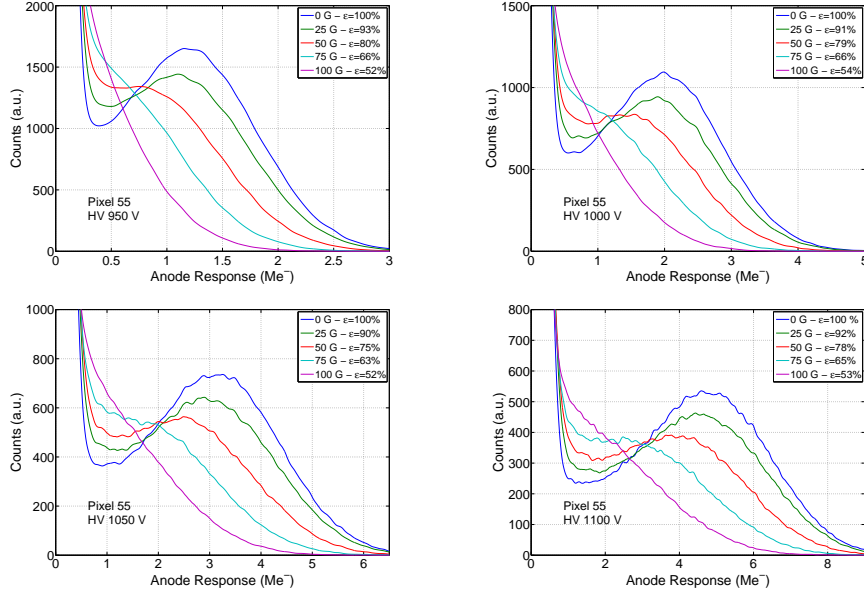 2000
1500
1000
500
0
0 0.5 1 1.5 2 2.5 3
Counts (a.u.)
Anode Response (Me⁻)
Pixel 55
HV 950 V
0 G − ε=100%
25 G − ε=93%
50 G − ε=80%
75 G − ε=66%
100 G − ε=52%
1500
1000
500
0
0 1 2 3 4 5
Counts (a.u.)
Anode Response (Me⁻)
Pixel 55
HV 1000 V
0 G − ε=100%
25 G − ε=91%
50 G − ε=79%
75 G − ε=66%
100 G − ε=54%
1000
800
600
400
200
0
0 1 2 3 4 5 6
Counts (a.u.)
Anode Response (Me⁻)
Pixel 55
HV 1050 V
0 G − ε=100%
25 G − ε=90%
50 G − ε=75%
75 G − ε=63%
100 G − ε=52%
800
700
600
500
400
300
200
100
0
0 2 4 6 8
Counts (a.u.)
Anode Response (Me⁻)
Pixel 55
HV 1100 V
0 G − ε=100 %
25 G − ε=92%
50 G − ε=78%
75 G − ε=65%
100 G − ε=53%